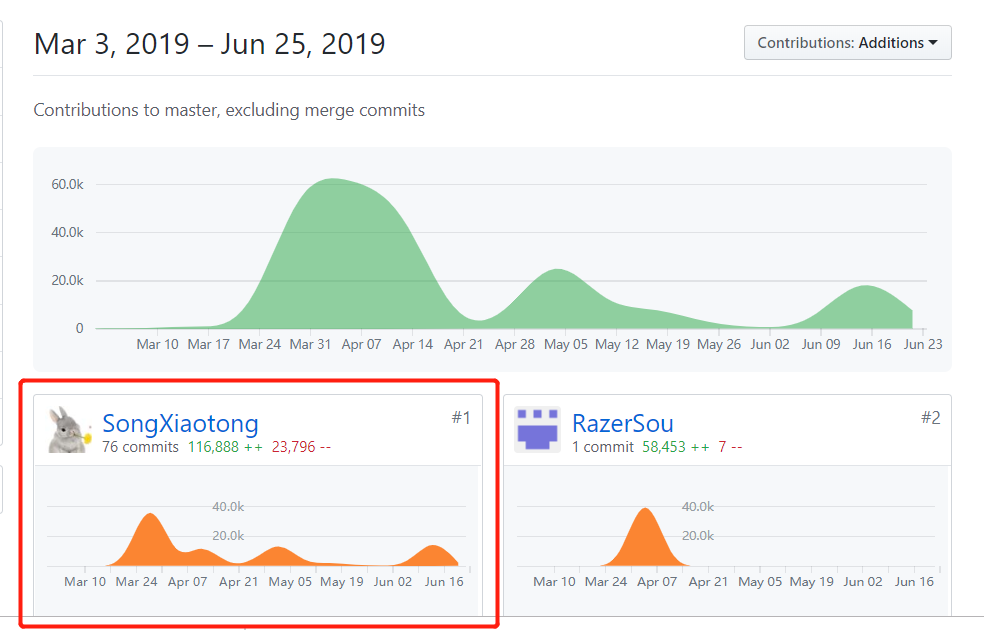 Mar 3, 2019 – Jun 25, 2019
Contributions: Additions
Contributions to master, excluding merge commits
60.0k
40.0k
20.0k
0
Mar 10 Mar 17 Mar 24 Mar 31 Apr 07 Apr 14 Apr 21 Apr 28 May 05 May 12 May 19 May 26 Jun 02 Jun 09 Jun 16 Jun 23
SongXiaotong #1
76 commits 116,888 ++ 23,796 --
40.0k
20.0k
Mar 10 Mar 24 Apr 07 Apr 21 May 05 May 19 Jun 02 Jun 16
RazerSou #2
1 commit 58,453 ++ 7 --
40.0k
20.0k
Mar 10 Mar 24 Apr 07 Apr 21 May 05 May 19 Jun 02 Jun 16